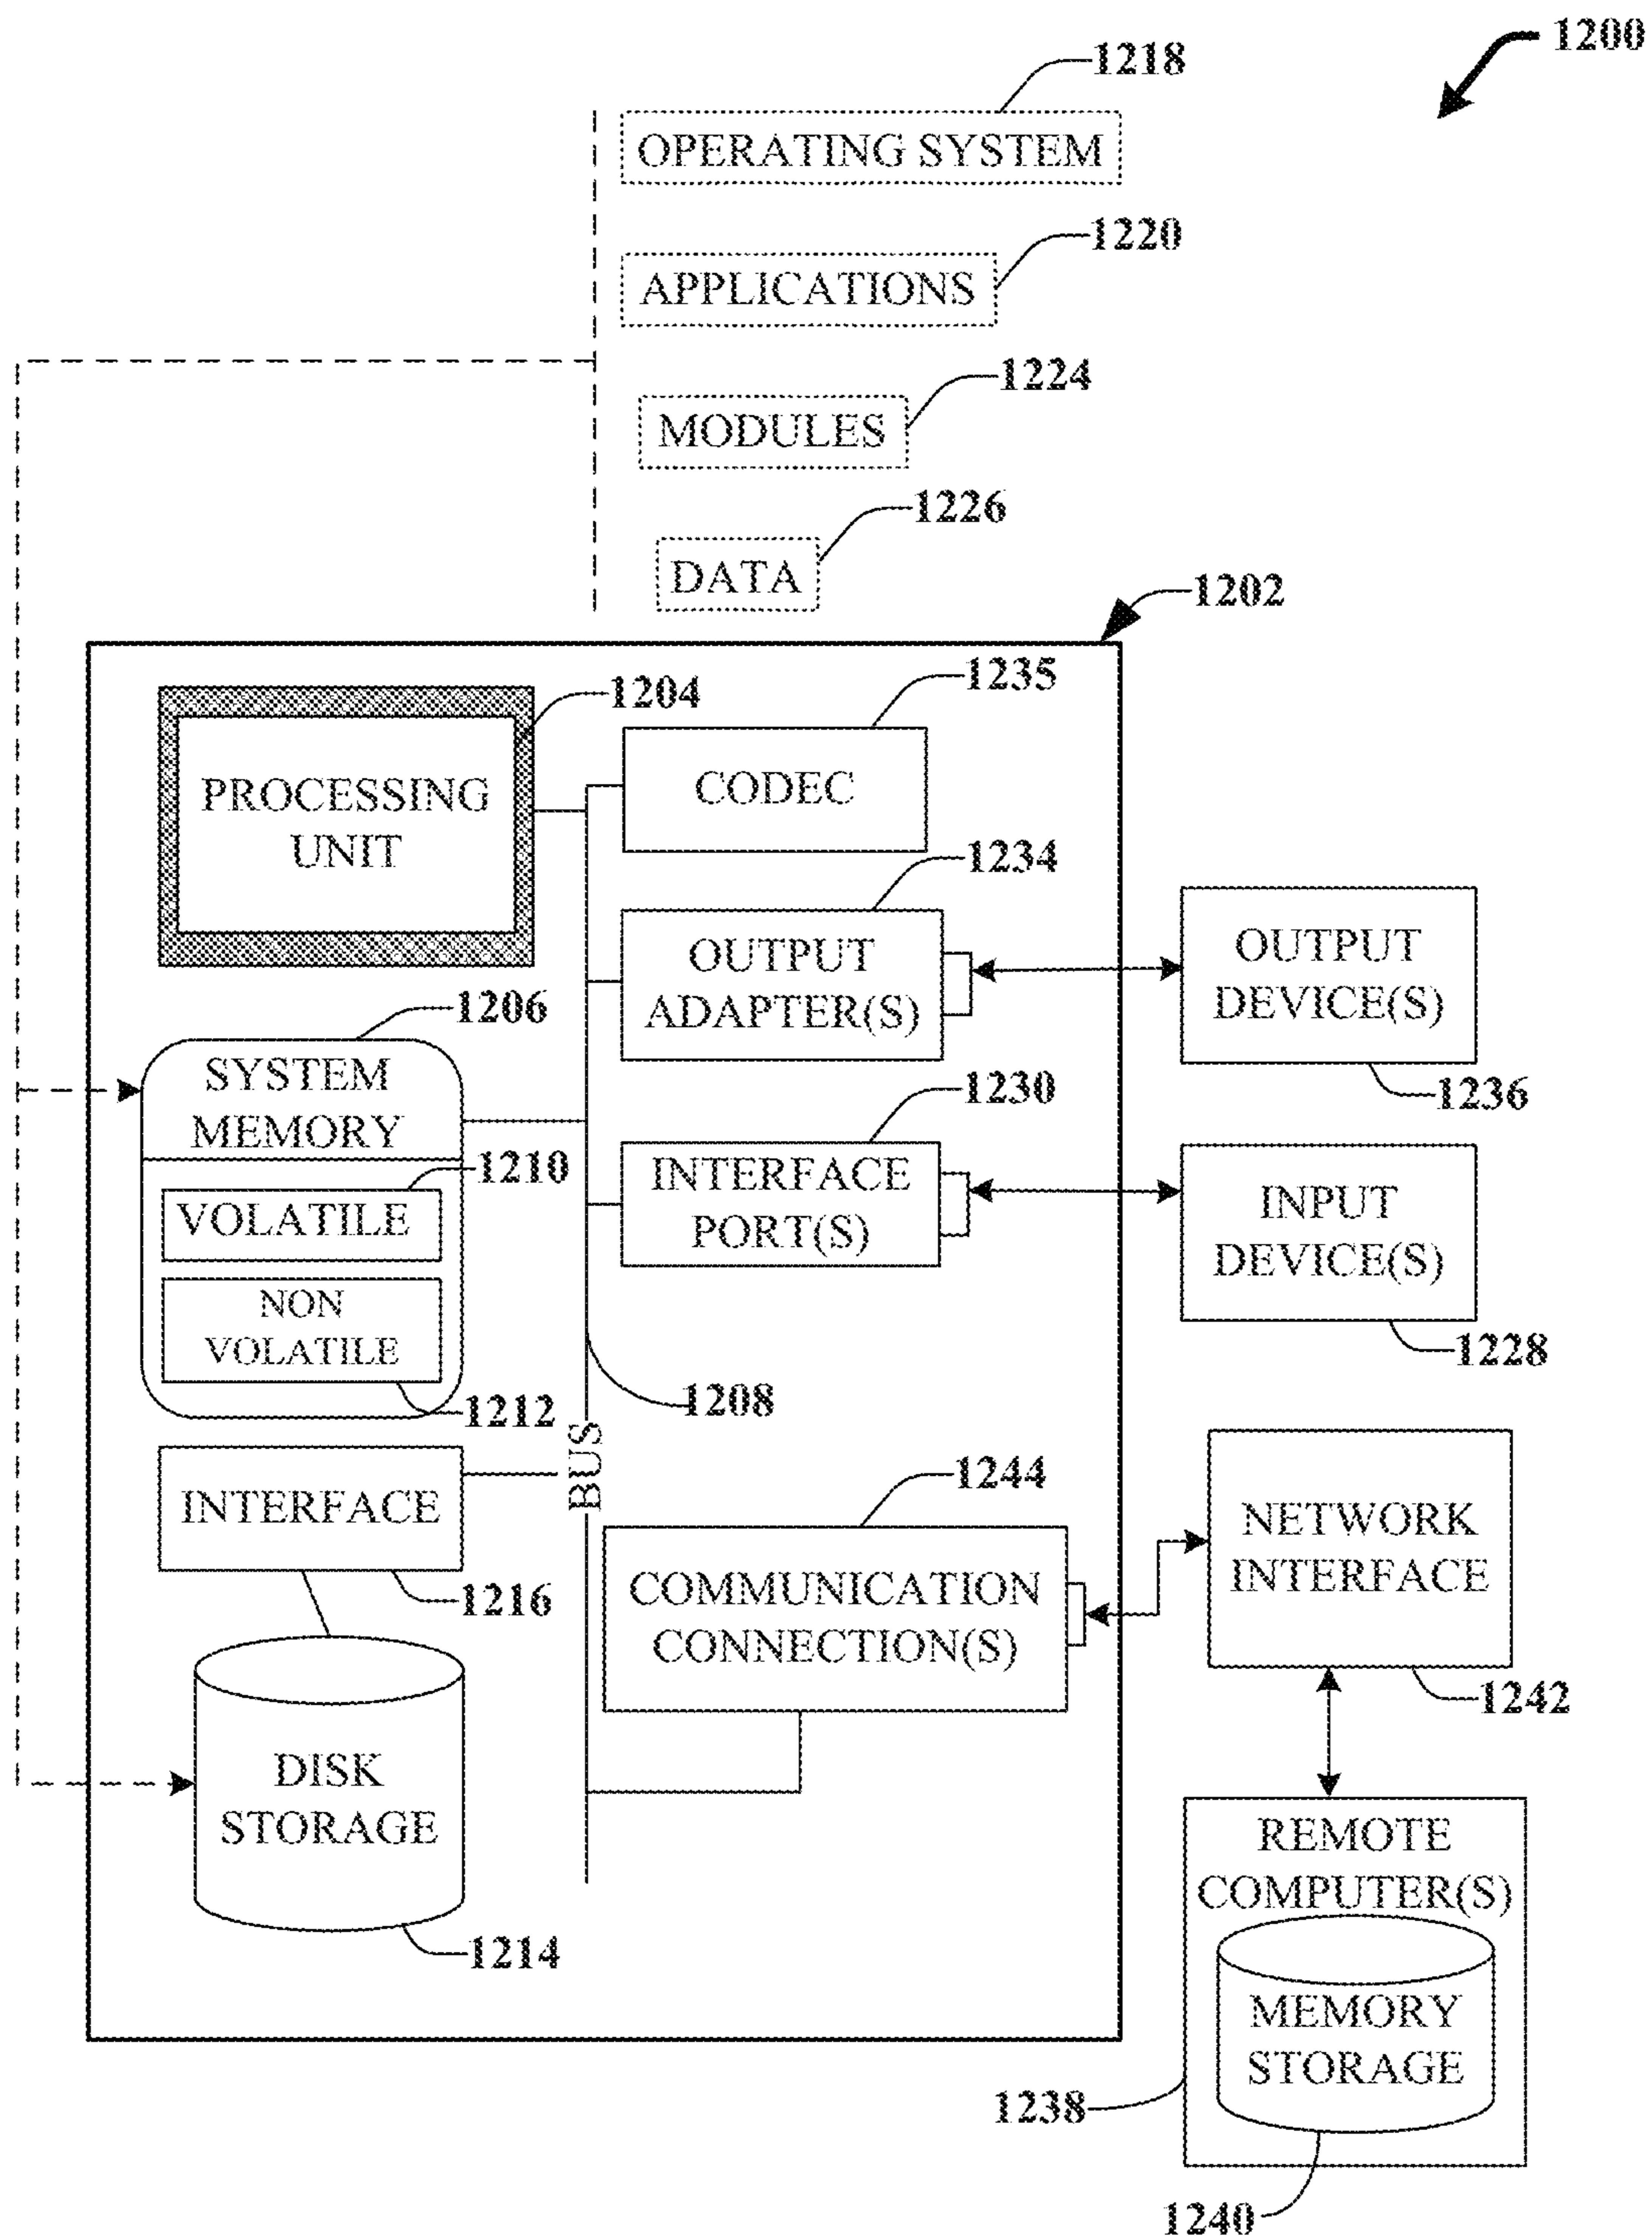 1200
1218
OPERATING SYSTEM
1220
APPLICATIONS
1224
MODULES
1226
DATA
1202
1204
PROCESSING
UNIT
1235
CODEC
1234
OUTPUT
ADAPTER(S)
OUTPUT
DEVICE(S)
1236
1206
SYSTEM
MEMORY
1210
VOLATILE
NON
VOLATILE
1212
1230
INTERFACE
PORT(S)
INPUT
DEVICE(S)
1228
1208
BUS
INTERFACE
1216
1244
COMMUNICATION
CONNECTION(S)
NETWORK
INTERFACE
1242
DISK
STORAGE
1214
REMOTE
COMPUTER(S)
MEMORY
STORAGE
1238
1240